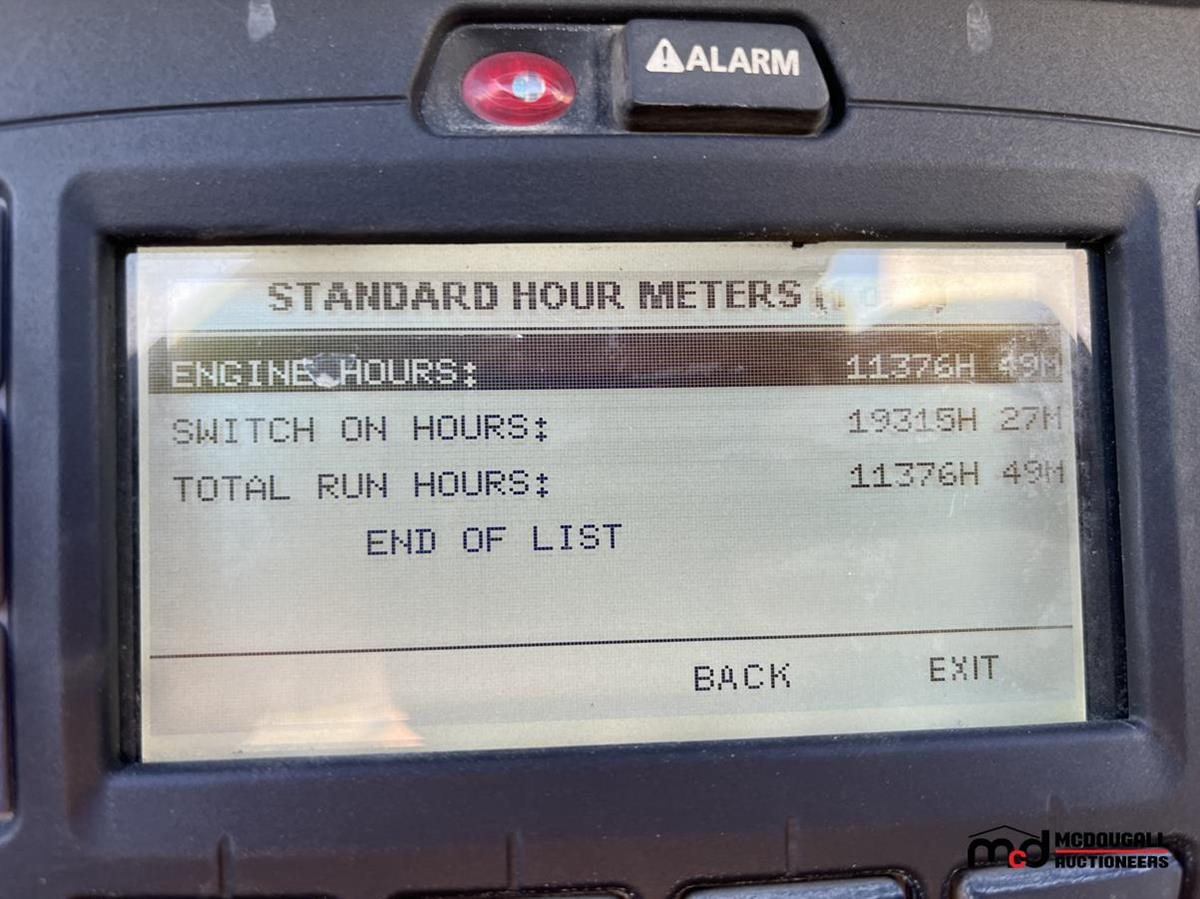 ALARM
STANDARD HOUR METERS
ENGINE HOURS: 11376H 49M
SWITCH ON HOURS: 19315H 27M
TOTAL RUN HOURS: 11376H 49M
END OF LIST
BACK EXIT
mcd MCDOUGALL
AUCTIONEERS